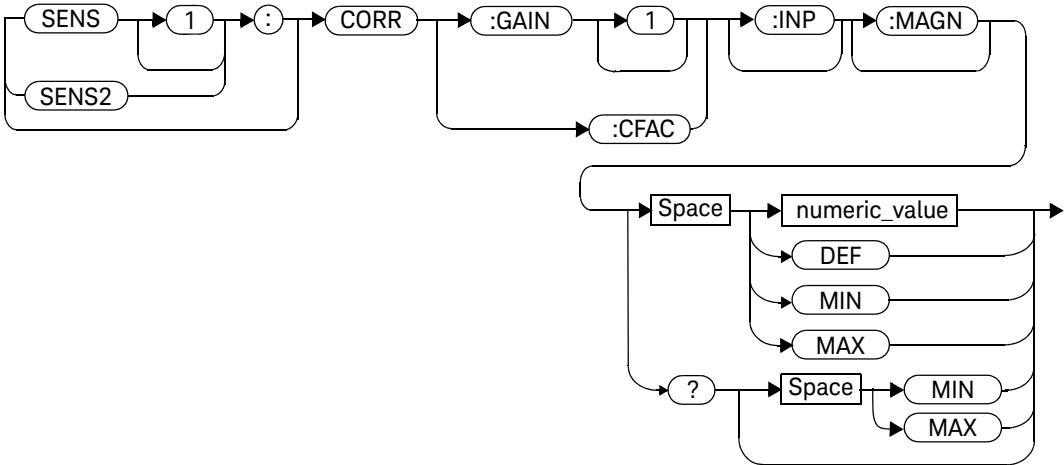 SENS 1 : CORR :GAIN 1 :INP :MAGN
SENS2
:CFAC
Space numeric_value
DEF
MIN
MAX
? Space MIN
MAX